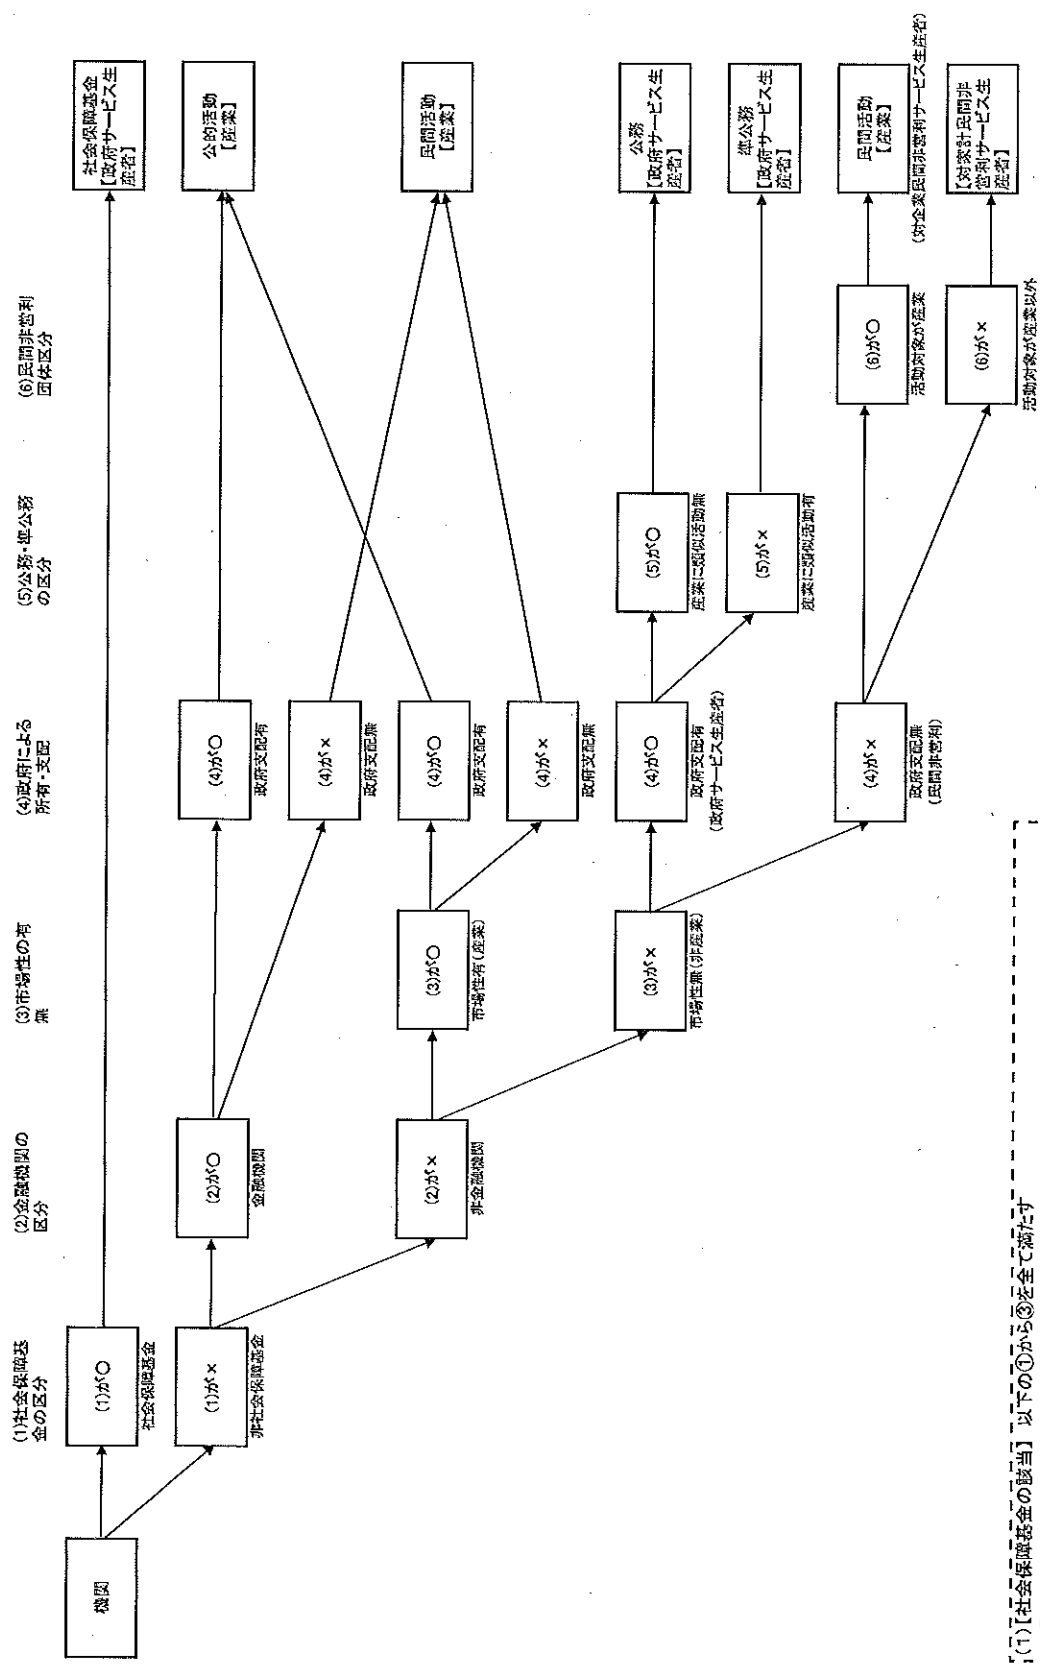 (1)社会保障基
金の区分
(2)金融機関の
区分
(3)市場性の有
無
(4)政府による
所有・支配
(5)公務・準公務
の区分
(6)民間非営利
団体区分
機関
(1)が○
社会保障基金
社会保障基金
【政府サービス生
産者】
(1)が×
非社会保障基金
(2)が○
金融機関
(4)が○
政府支配有
公的活動
【産業】
(4)が×
政府支配無
(2)が×
非金融機関
(3)が○
市場性有(産業)
(4)が○
政府支配有
民間活動
【産業】
(4)が×
政府支配無
(3)が×
市場性無(非産業)
(4)が○
政府支配有
(政府サービス生産者)
(5)が○
産業に類似活動無
公務
【政府サービス生
産者】
(5)が×
産業に類似活動有
準公務
【政府サービス生
産者】
(4)が×
政府支配無
(民間非営利)
(6)が○
活動対象が産業
民間活動
【産業】
(対企業民間非営利サービス生産者)
(6)が×
活動対象が産業以外
【対家計民間非
営利サービス生
産者】
(1)【社会保障基金の該当】 以下の①から③を全て満たす